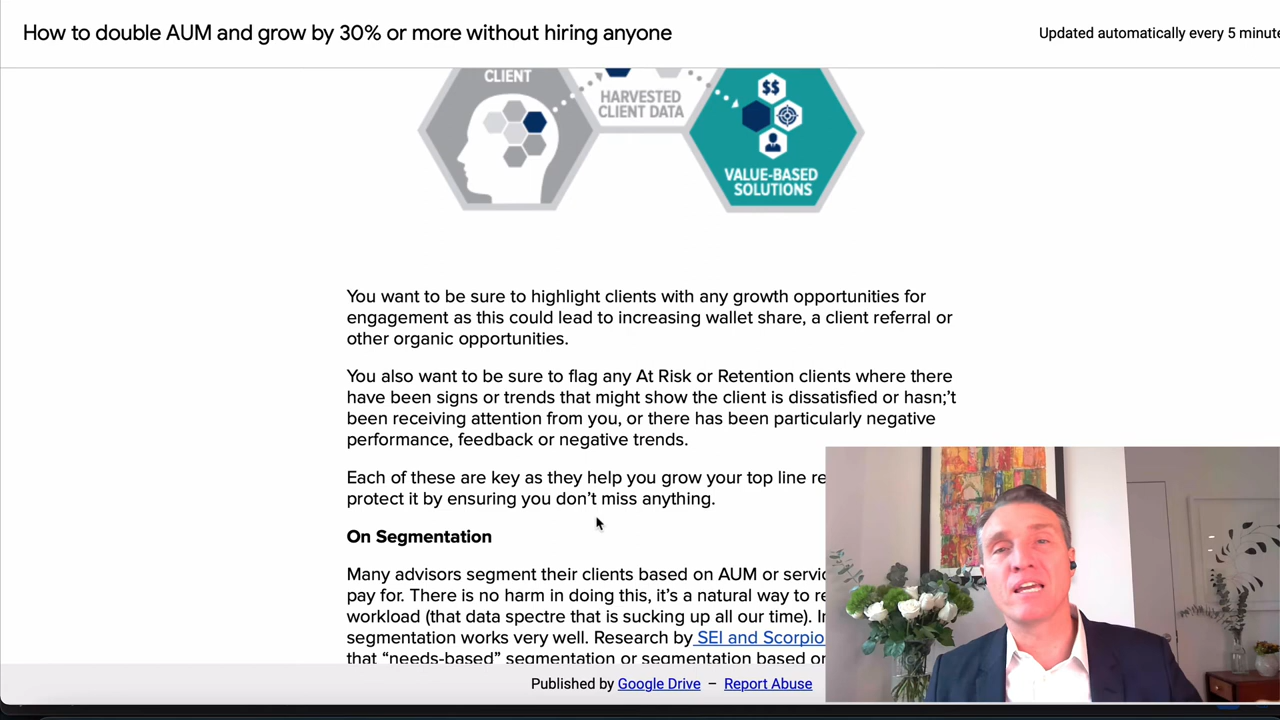 How to double AUM and grow by 30% or more without hiring anyone
Updated automatically every 5 minute
CLIENT
HARVESTED
CLIENT DATA
$$
VALUE-BASED
SOLUTIONS
You want to be sure to highlight clients with any growth opportunities for
engagement as this could lead to increasing wallet share, a client referral or
other organic opportunities.
You also want to be sure to flag any At Risk or Retention clients where there
have been signs or trends that might show the client is dissatisfied or hasn;'t
been receiving attention from you, or there has been particularly negative
performance, feedback or negative trends.
Each of these are key as they help you grow your top line re
protect it by ensuring you don't miss anything.
On Segmentation
Many advisors segment their clients based on AUM or servic
pay for. There is no harm in doing this, it's a natural way to re
workload (that data spectre that is sucking up all our time). I
segmentation works very well. Research by SEI and Scorpio
that “needs-based” segmentation or segmentation based or
Published by Google Drive – Report Abuse